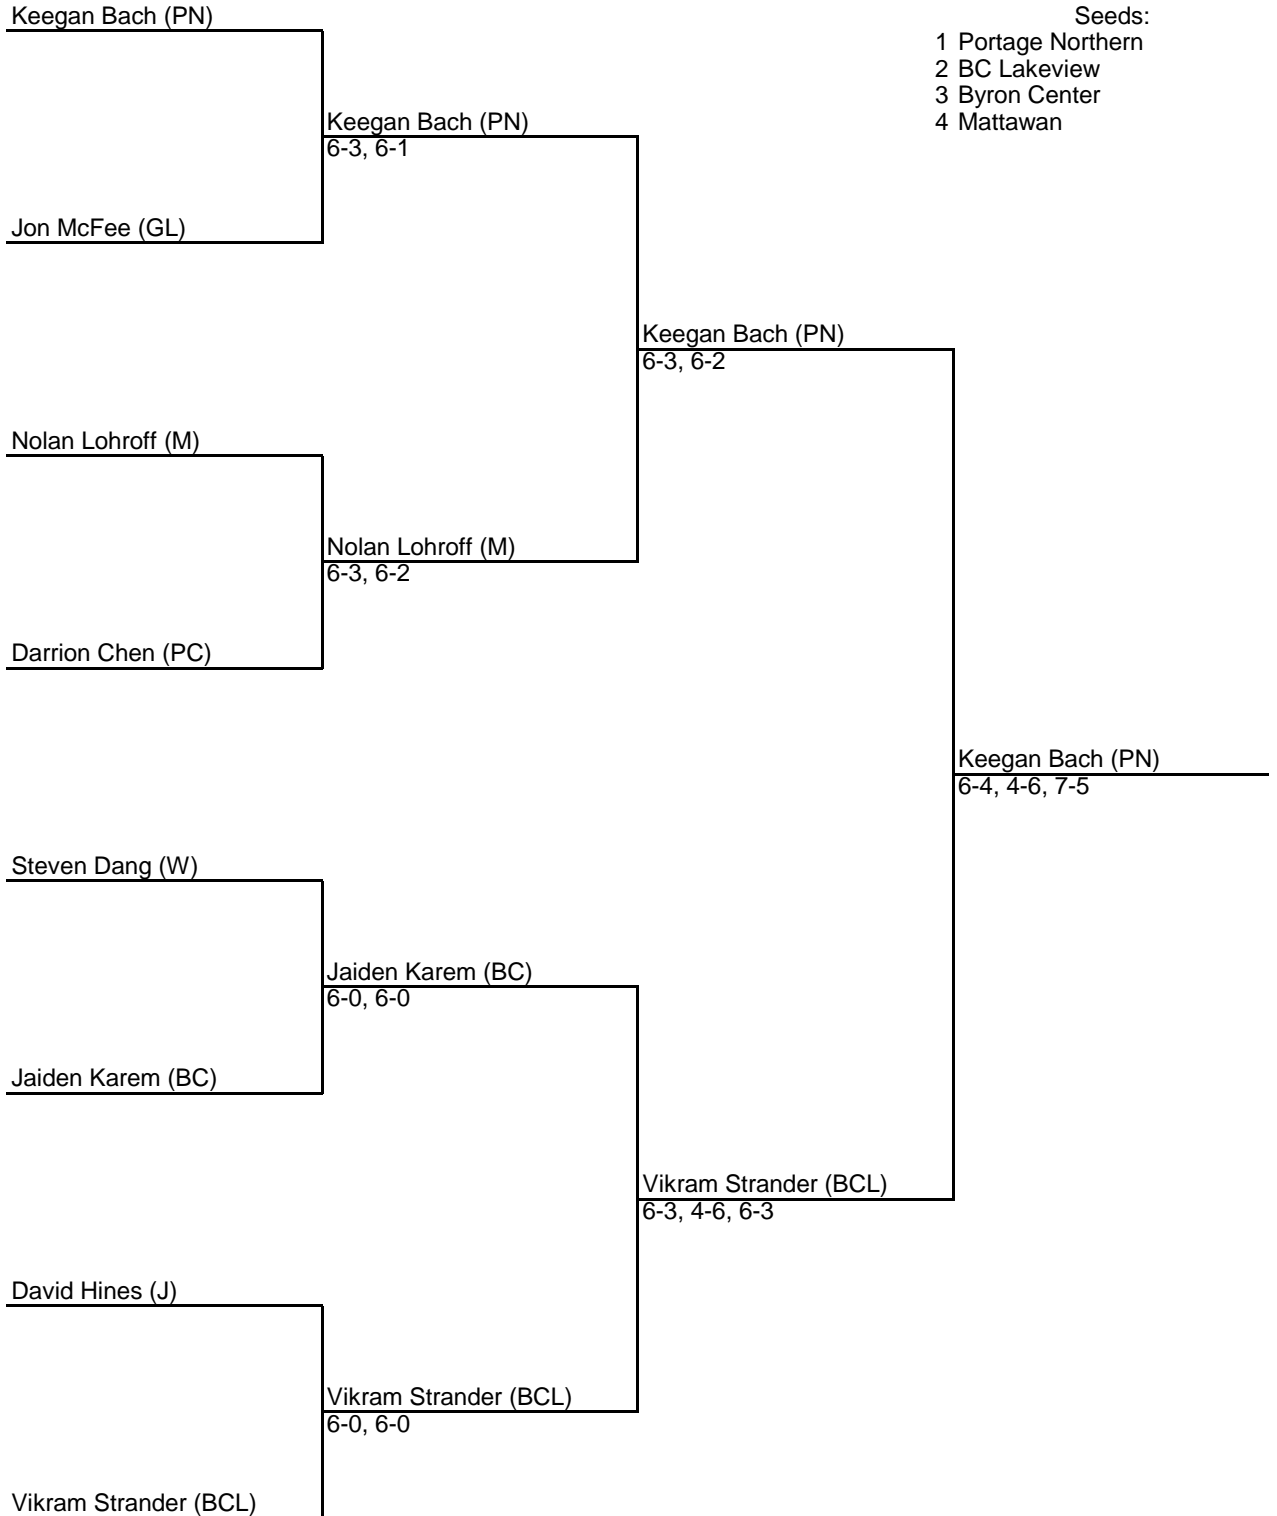 Keegan Bach (PN)
Seeds:
1 Portage Northern
2 BC Lakeview
3 Byron Center
4 Mattawan
Keegan Bach (PN)
6-3, 6-1
Jon McFee (GL)
Keegan Bach (PN)
6-3, 6-2
Nolan Lohroff (M)
Nolan Lohroff (M)
6-3, 6-2
Darrion Chen (PC)
Keegan Bach (PN)
6-4, 4-6, 7-5
Steven Dang (W)
Jaiden Karem (BC)
6-0, 6-0
Jaiden Karem (BC)
Vikram Strander (BCL)
6-3, 4-6, 6-3
David Hines (J)
Vikram Strander (BCL)
6-0, 6-0
Vikram Strander (BCL)